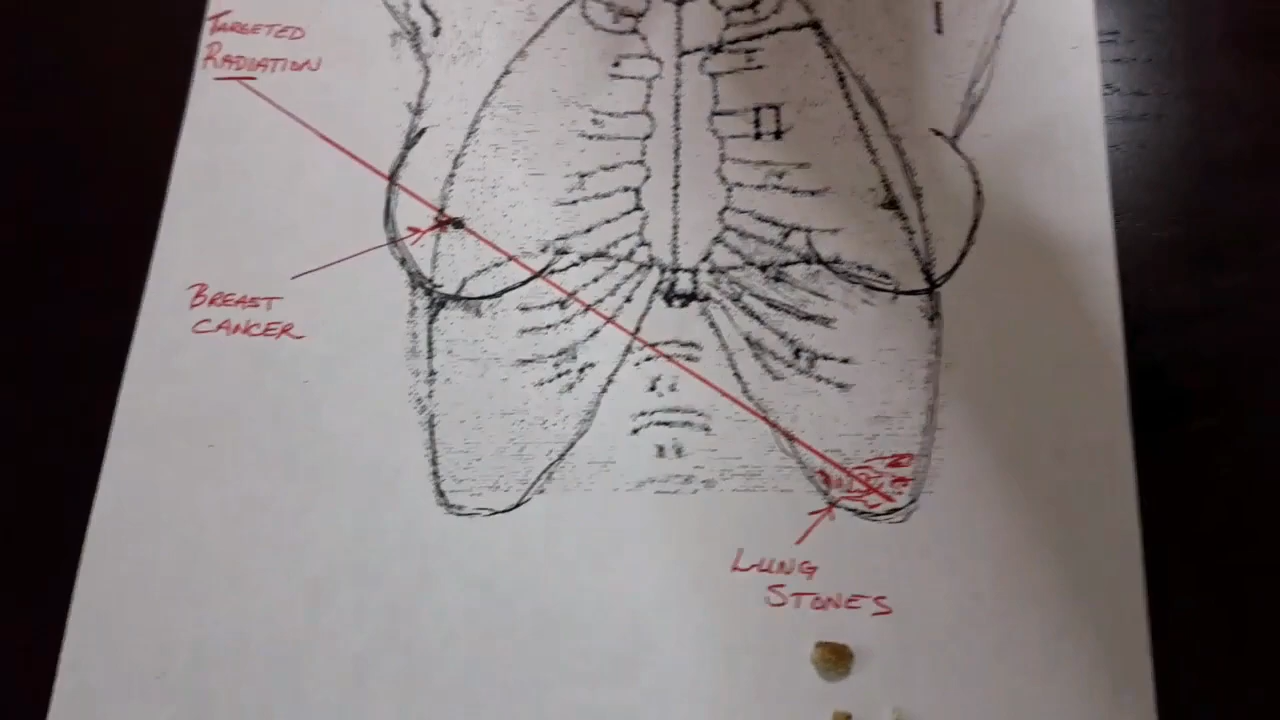 TARGETED
RADIATION
BREAST
CANCER
LUNG
STONES